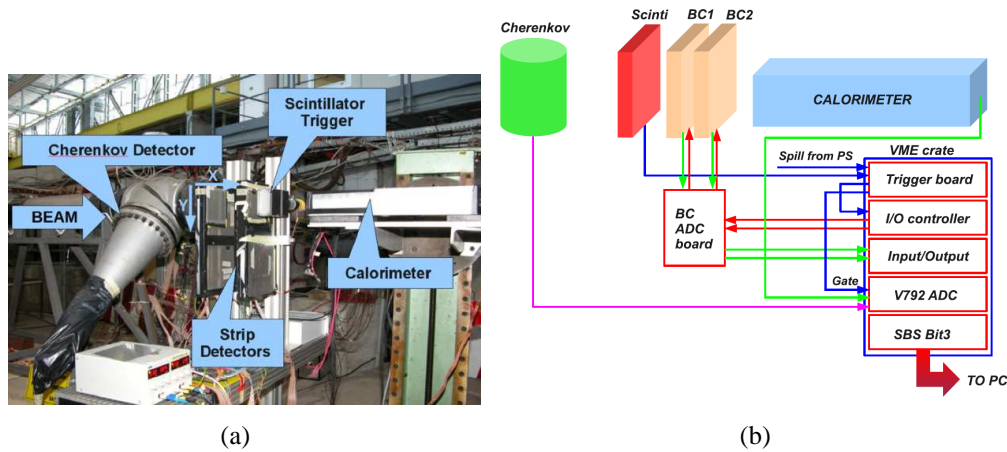 Scintillator
Trigger
Cherenkov Detector
X
Y
BEAM
Calorimeter
Strip
Detectors
(a)
Cherenkov
Scinti
BC1
BC2
CALORIMETER
Spill from PS
VME crate
Trigger board
I/O controller
Input/Output
Gate
V792 ADC
SBS Bit3
BC
ADC
board
TO PC
(b)